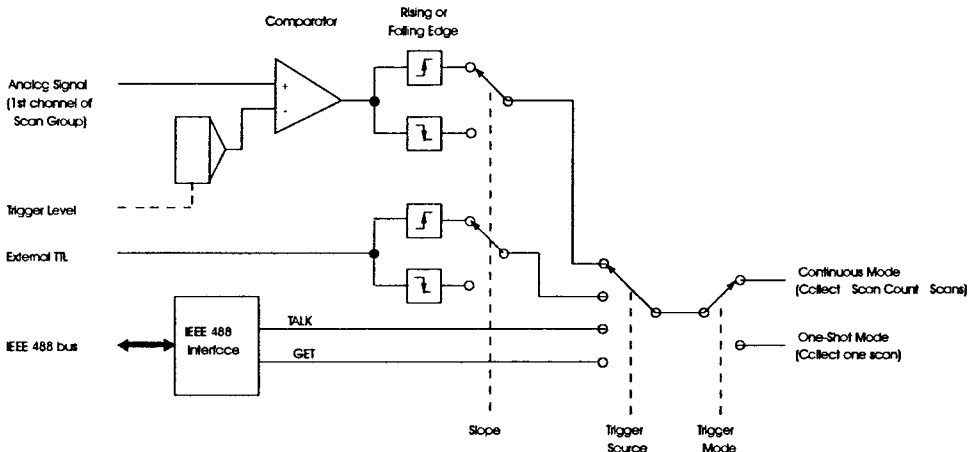 Comparator
Rising or
Falling Edge
Analog Signal
(1st channel of
Scan Group)
+
-
Trigger Level
External TTL
IEEE 488 bus
IEEE 488
Interface
TALK
GET
Continuous Mode
(Collect Scan Count Scans)
One-Shot Mode
(Collect one scan)
Slope
Trigger
Source
Trigger
Mode